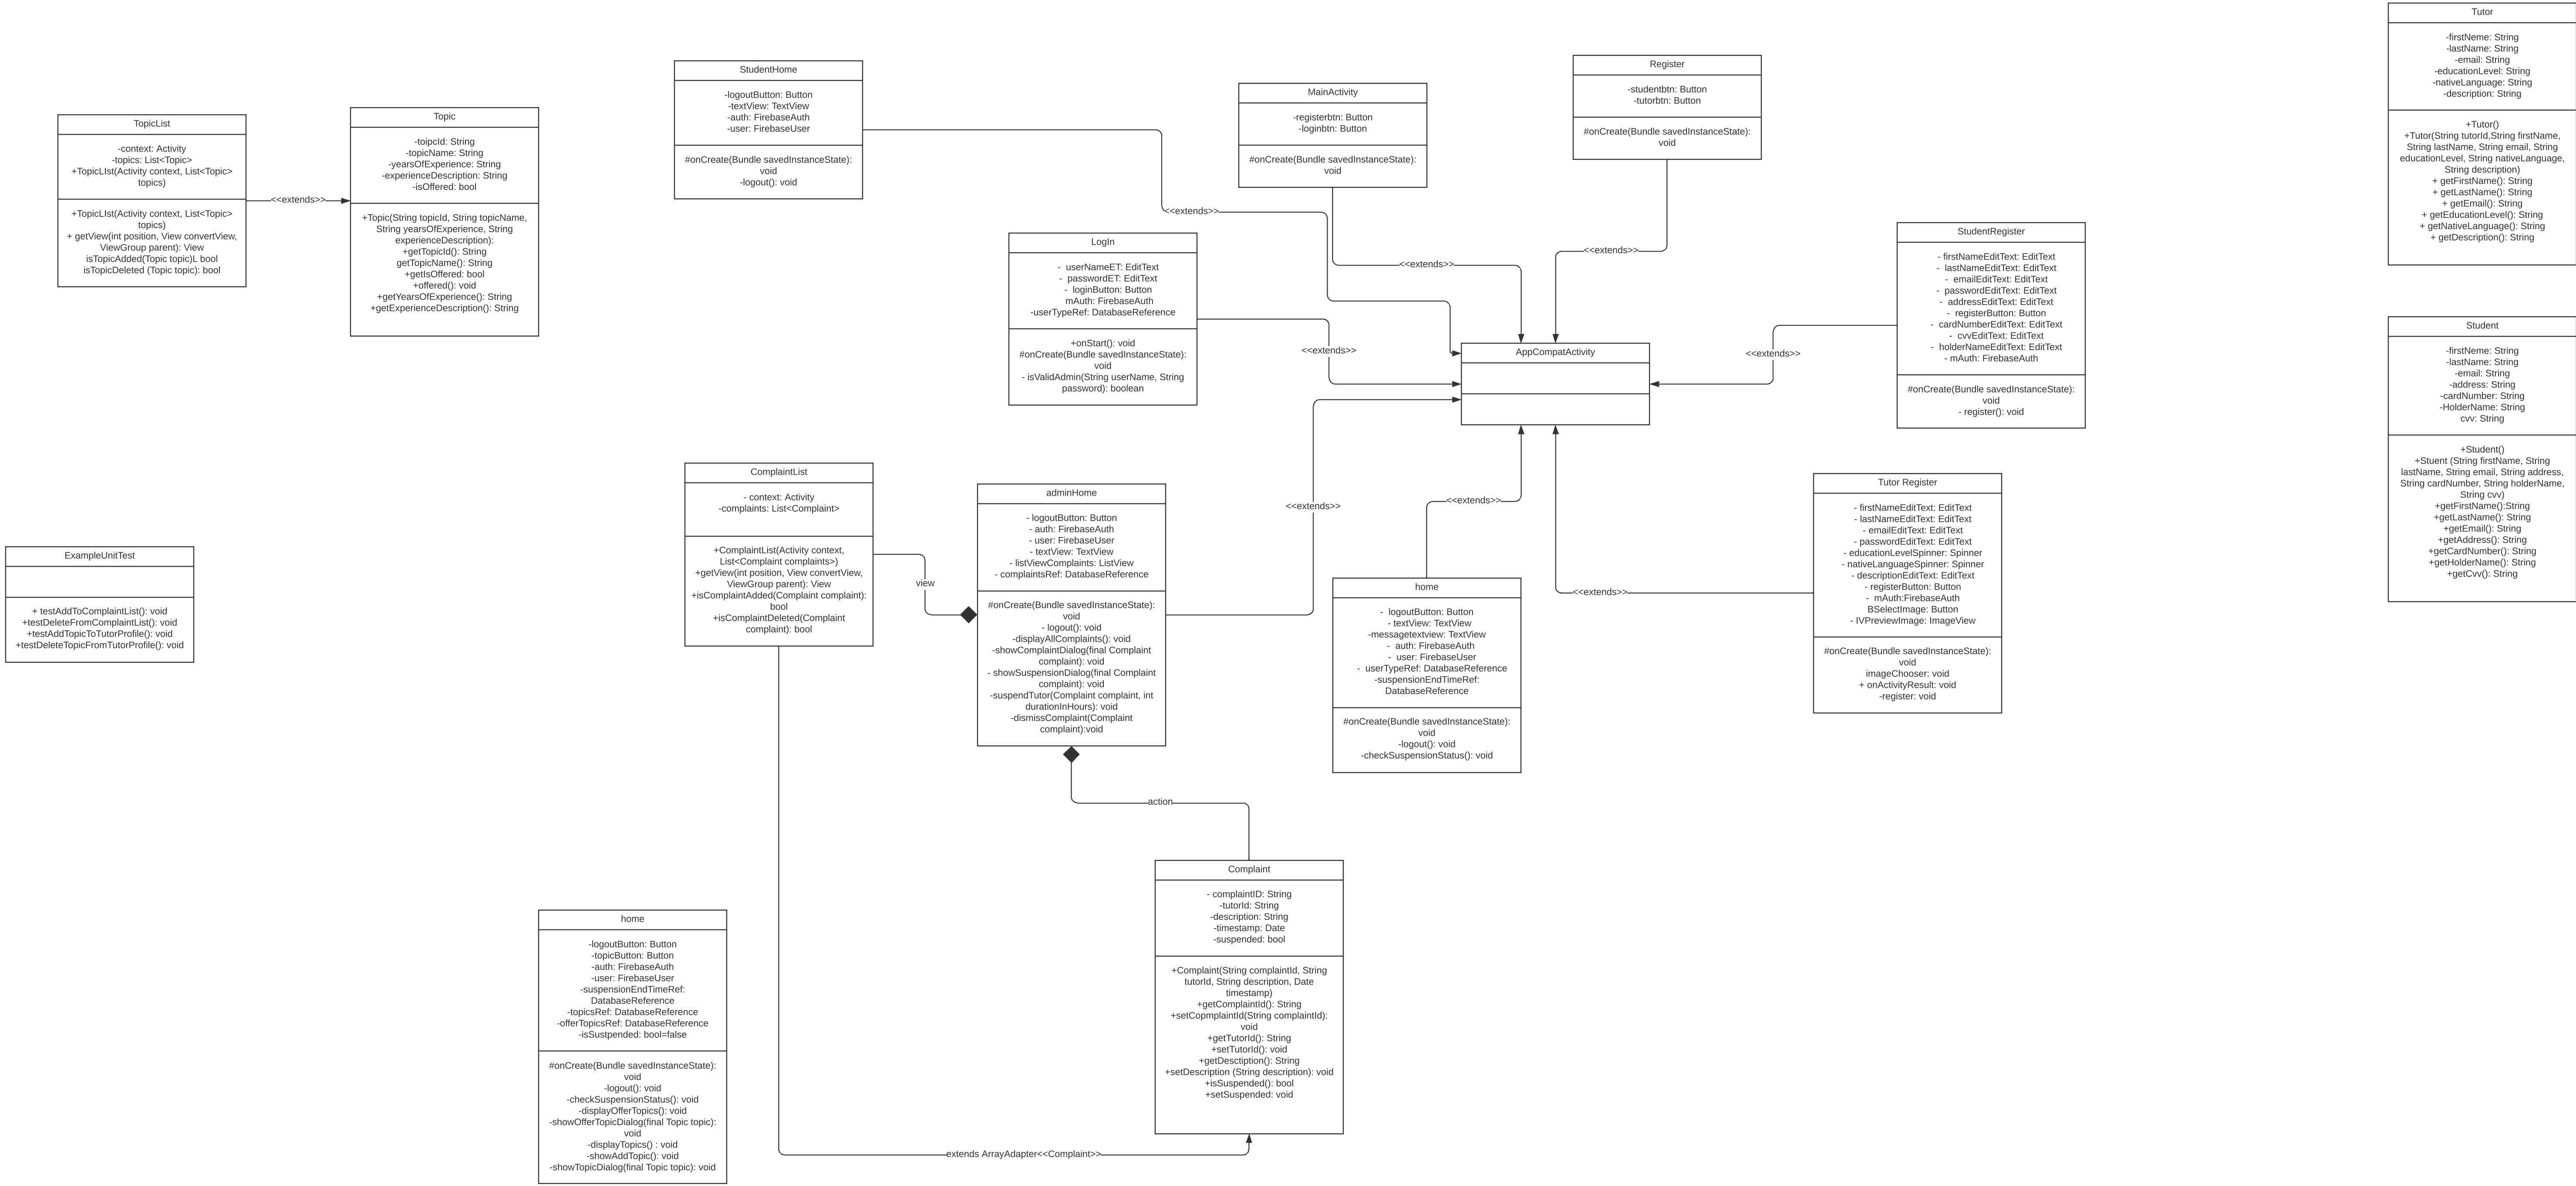 TopicList
-context: Activity
-topics: List<Topic>
+TopicLIst(Activity context, List<Topic>
topics)
+TopicLIst(Activity context, List<Topic>
topics)
+ getView(int position, View convertView,
ViewGroup parent): View
isTopicAdded(Topic topic)L bool
isTopicDeleted (Topic topic): bool
<<extends>>
Topic
-toipcId: String
-topicName: String
-yearsOfExperience: String
-experienceDescription: String
-isOffered: bool
+Topic(String topicId, String topicName,
String yearsOfExperience, String
experienceDescription):
+getTopicId(): String
getTopicName(): String
+getIsOffered: bool
+offered(): void
+getYearsOfExperience(): String
+getExperienceDescription(): String
StudentHome
-logoutButton: Button
-textView: TextView
-auth: FirebaseAuth
-user: FirebaseUser
#onCreate(Bundle savedInstanceState):
void
-logout(): void
<<extends>>
MainActivity
-registerbtn: Button
-loginbtn: Button
#onCreate(Bundle savedInstanceState):
void
<<extends>>
Register
-studentbtn: Button
-tutorbtn: Button
#onCreate(Bundle savedInstanceState):
void
<<extends>>
LogIn
- userNameET: EditText
- passwordET: EditText
- loginButton: Button
mAuth: FirebaseAuth
-userTypeRef: DatabaseReference
+onStart(): void
#onCreate(Bundle savedInstanceState):
void
- isValidAdmin(String userName, String
password): boolean
<<extends>>
AppCompatActivity
<<extends>>
StudentRegister
- firstNameEditText: EditText
- lastNameEditText: EditText
- emailEditText: EditText
- passwordEditText: EditText
- addressEditText: EditText
- registerButton: Button
- cardNumberEditText: EditText
- cvvEditText: EditText
- holderNameEditText: EditText
- mAuth: FirebaseAuth
#onCreate(Bundle savedInstanceState):
void
- register(): void
Tutor
-firstNeme: String
-lastName: String
-email: String
-educationLevel: String
-nativeLanguage: String
-description: String
+Tutor()
+Tutor(String tutorId,String firstName,
String lastName, String email, String
educationLevel, String nativeLanguage,
String description)
+ getFirstName(): String
+ getLastName(): String
+ getEmail(): String
+ getEducationLevel(): String
+ getNativeLanguage(): String
+ getDescription(): String
Student
-firstNeme: String
-lastName: String
-email: String
-address: String
-cardNumber: String
-HolderName: String
cvv: String
+Student()
+Stuent (String firstName, String
lastName, String email, String address,
String cardNumber, String holderName,
String cvv)
+getFirstName():String
+getLastName(): String
+getEmail(): String
+getAddress(): String
+getCardNumber(): String
+getHolderName(): String
+getCvv(): String
ExampleUnitTest
+ testAddToComplaintList(): void
+testDeleteFromComplaintList(): void
+testAddTopicToTutorProfile(): void
+testDeleteTopicFromTutorProfile(): void
ComplaintList
- context: Activity
-complaints: List<Complaint>
+ComplaintList(Activity context,
List<Complaint complaints>)
+getView(int position, View convertView,
ViewGroup parent): View
+isComplaintAdded(Complaint complaint):
bool
+isComplaintDeleted(Complaint
complaint): bool
view
adminHome
- logoutButton: Button
- auth: FirebaseAuth
- user: FirebaseUser
- textView: TextView
- listViewComplaints: ListView
- complaintsRef: DatabaseReference
#onCreate(Bundle savedInstanceState):
void
- logout(): void
-displayAllComplaints(): void
-showComplaintDialog(final Complaint
complaint): void
- showSuspensionDialog(final Complaint
complaint): void
-suspendTutor(Complaint complaint, int
durationInHours): void
-dismissComplaint(Complaint
complaint):void
<<extends>>
<<extends>>
home
- logoutButton: Button
- textView: TextView
-messagetextview: TextView
- auth: FirebaseAuth
- user: FirebaseUser
- userTypeRef: DatabaseReference
-suspensionEndTimeRef:
DatabaseReference
#onCreate(Bundle savedInstanceState):
void
-logout(): void
-checkSuspensionStatus(): void
<<extends>>
Tutor Register
- firstNameEditText: EditText
- lastNameEditText: EditText
- emailEditText: EditText
- passwordEditText: EditText
- educationLevelSpinner: Spinner
- nativeLanguageSpinner: Spinner
- descriptionEditText: EditText
- registerButton: Button
- mAuth:FirebaseAuth
BSelectImage: Button
- IVPreviewImage: ImageView
#onCreate(Bundle savedInstanceState):
void
imageChooser: void
+ onActivityResult: void
-register: void
action
Complaint
- complaintID: String
-tutorId: String
-description: String
-timestamp: Date
-suspended: bool
+Complaint(String complaintId, String
tutorId, String description, Date
timestamp)
+getComplaintId(): String
+setCopmplaintId(String complaintId):
void
+getTutorId(): String
+setTutorId(): void
+getDesctiption(): String
+setDescription (String description): void
+isSuspended(): bool
+setSuspended: void
extends ArrayAdapter<<Complaint>>
home
-logoutButton: Button
-topicButton: Button
-auth: FirebaseAuth
-user: FirebaseUser
-suspensionEndTimeRef:
DatabaseReference
-topicsRef: DatabaseReference
-offerTopicsRef: DatabaseReference
-isSustpended: bool=false
#onCreate(Bundle savedInstanceState):
void
-logout(): void
-checkSuspensionStatus(): void
-displayOfferTopics(): void
-showOfferTopicDialog(final Topic topic):
void
-displayTopics() : void
-showAddTopic(): void
-showTopicDialog(final Topic topic): void